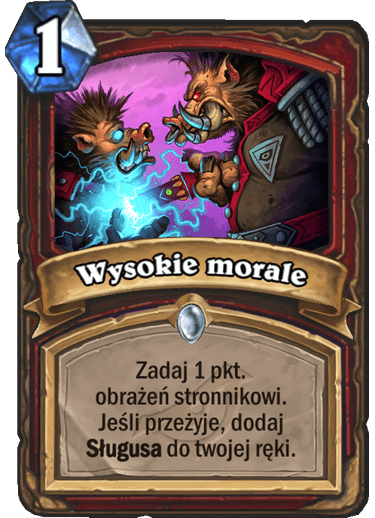 1
Wysokie morale
Zadaj 1 pkt.
obrażeń stronnikowi.
Jeśli przeżyje, dodaj
Sługusa do twojej ręki.